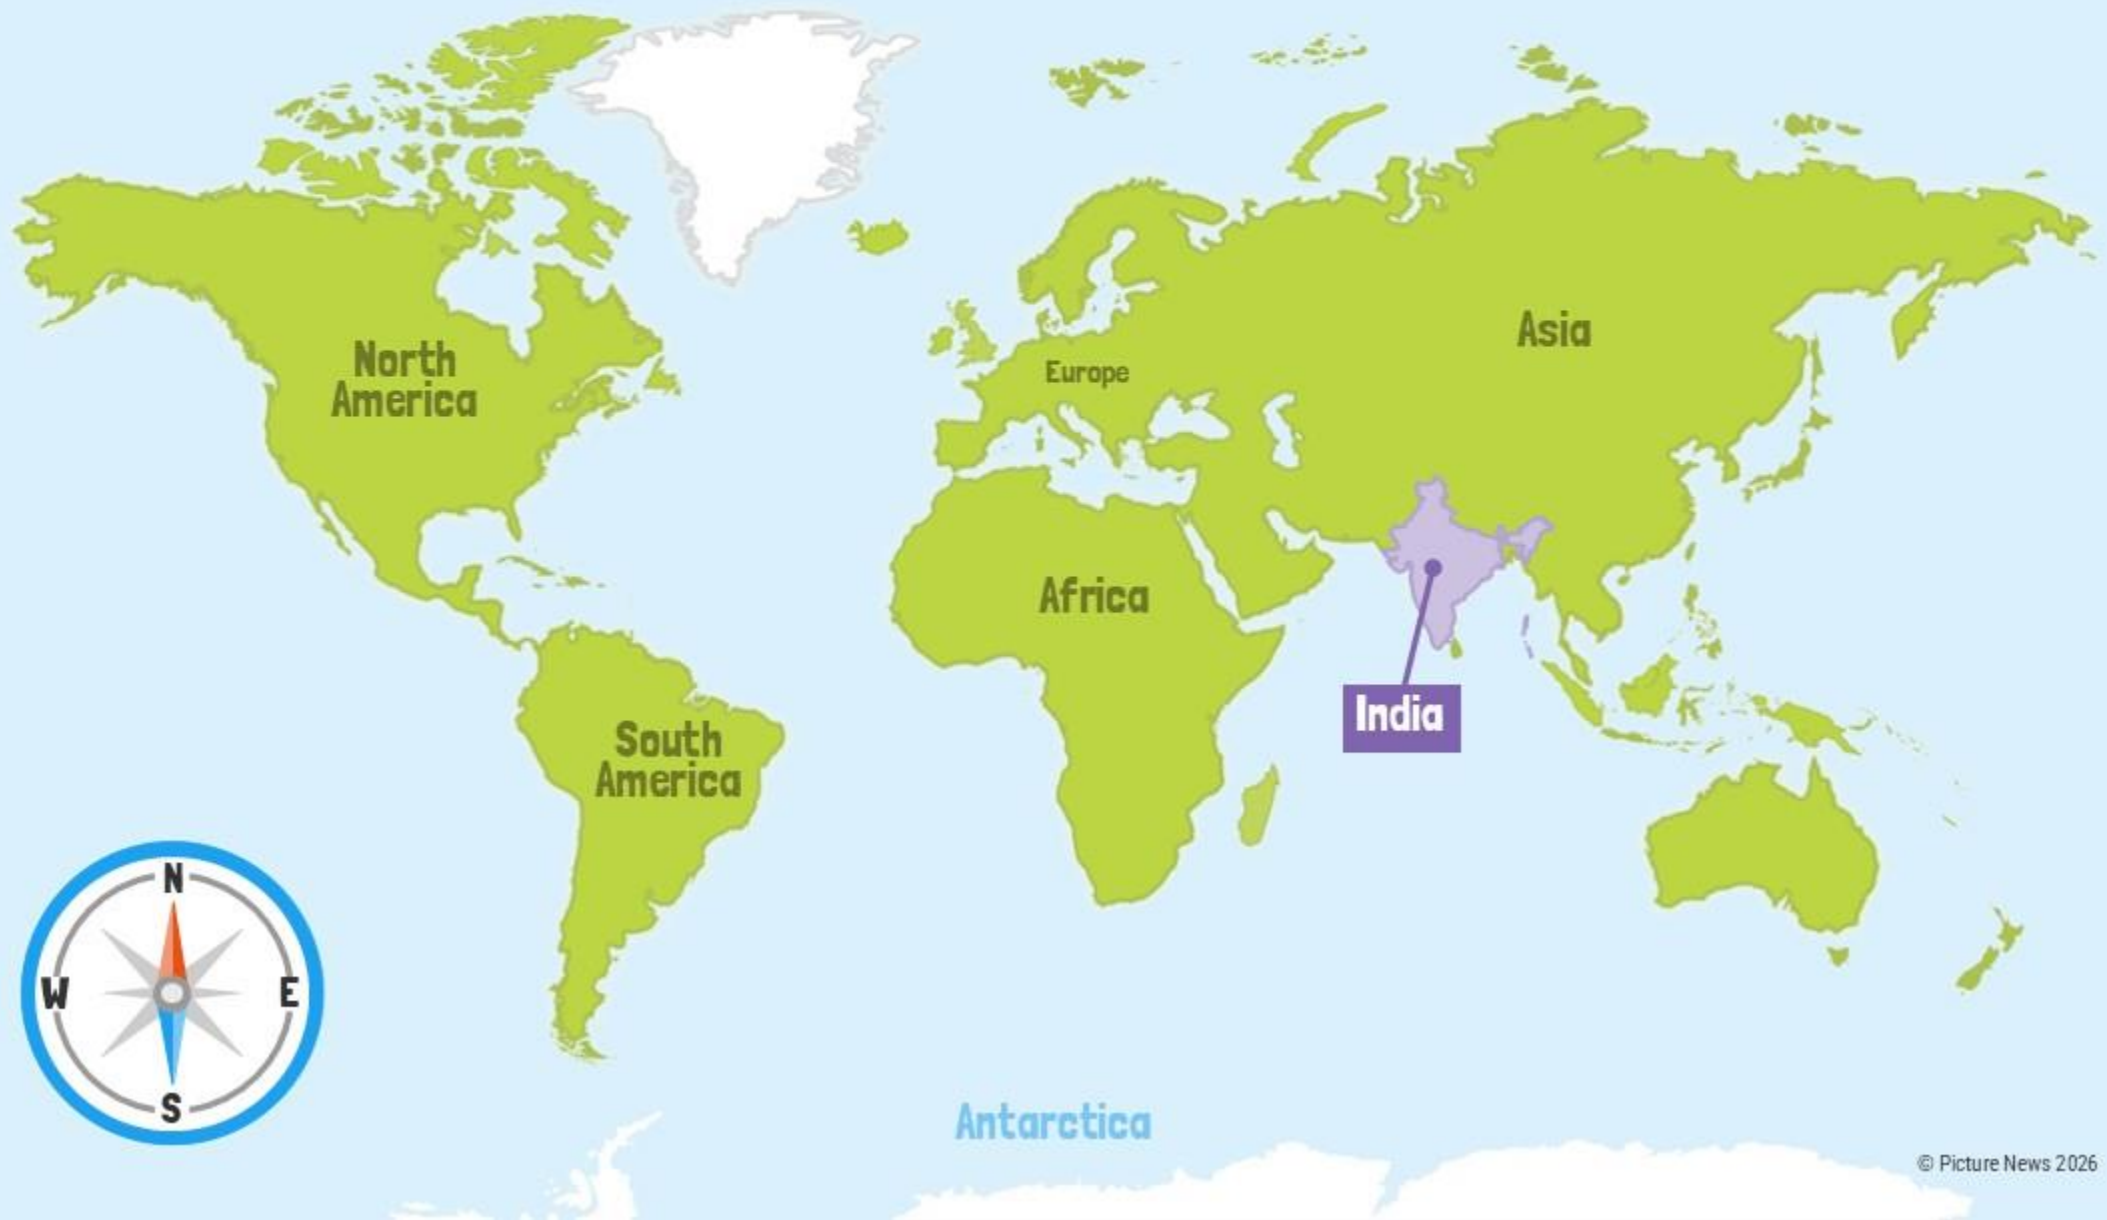 North
America
Europe
Asia
Africa
India
South
America
N
W
E
S
Antarctica
© Picture News 2026